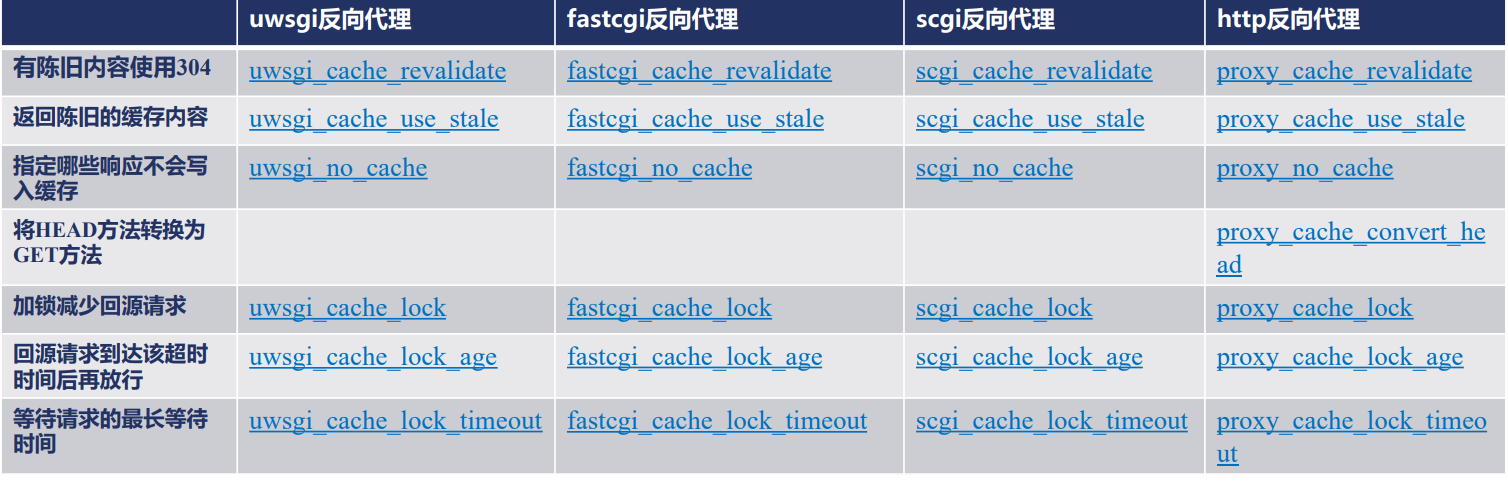 uwsgi反向代理 fastcgi反向代理 scgi反向代理 http反向代理
有陈旧内容使用304 uwsgi_cache_revalidate fastcgi_cache_revalidate scgi_cache_revalidate proxy_cache_revalidate
返回陈旧的缓存内容 uwsgi_cache_use_stale fastcgi_cache_use_stale scgi_cache_use_stale proxy_cache_use_stale
指定哪些响应不会写 uwsgi_no_cache fastcgi_no_cache scgi_no_cache proxy_no_cache
入缓存
将HEAD方法转换为 proxy_cache_convert_he
GET方法 ad
加锁减少回源请求 uwsgi_cache_lock fastcgi_cache_lock scgi_cache_lock proxy_cache_lock
回源请求到达该超时 uwsgi_cache_lock_age fastcgi_cache_lock_age scgi_cache_lock_age proxy_cache_lock_age
时间后再放行
等待请求的最长等待 uwsgi_cache_lock_timeout fastcgi_cache_lock_timeout scgi_cache_lock_timeout proxy_cache_lock_timeo
时间 ut